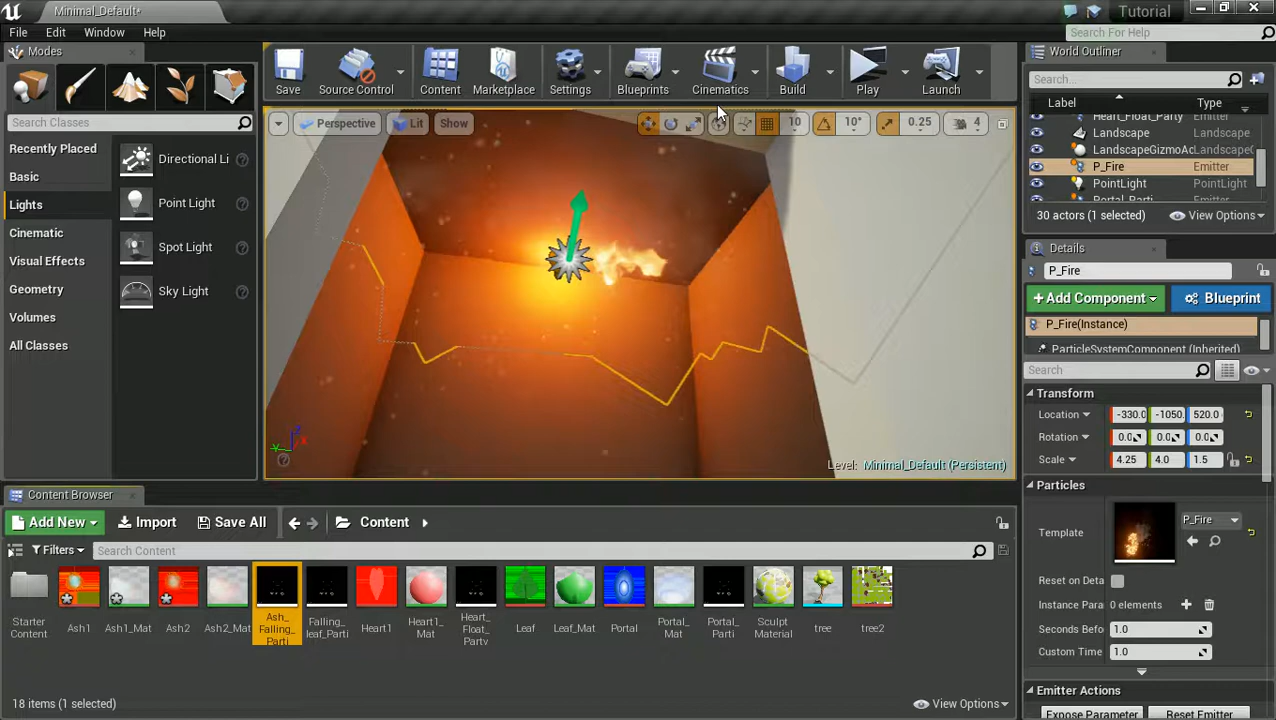 Minimal_Default*
Tutorial
File Edit Window Help
Search For Help
Modes
Search Classes
Recently Placed
Basic
Lights
Cinematic
Visual Effects
Geometry
Volumes
All Classes
Directional Li
Point Light
Spot Light
Sky Light
Save
Source Control
Content
Marketplace
Settings
Blueprints
Cinematics
Build
Play
Launch
Perspective
Lit
Show
10
10°
0.25
4
Level: Minimal_Default (Persistent)
World Outliner
Search...
Label
Type
Heart_Float_Party Emitter
Landscape Landscape
LandscapeGizmoAc LandscapeG
P_Fire Emitter
PointLight PointLight
Portal_Parti Emitter
30 actors (1 selected)
View Options
Details
P_Fire
+Add Component
Blueprint
P_Fire(Instance)
ParticleSystemComponent (Inherited)
Search
Transform
Location -330.0 -1050. 520.0
Rotation 0.0 0.0 0.0
Scale 4.25 4.0 1.5
Particles
Template
P_Fire
Reset on Deta
Instance Para 0 elements
Seconds Befo 1.0
Custom Time 1.0
Emitter Actions
Expose Parameter
Reset Emitter
Content Browser
Add New
Import
Save All
Content
Filters
Search Content
Starter Content
Ash1
Ash1_Mat
Ash2
Ash2_Mat
Ash_Falling_Parti
Falling_leaf_Parti
Heart1
Heart1_Mat
Heart_Float_Party
Leaf
Leaf_Mat
Portal
Portal_Mat
Portal_Parti
Sculpt Material
tree
tree2
18 items (1 selected)
View Options